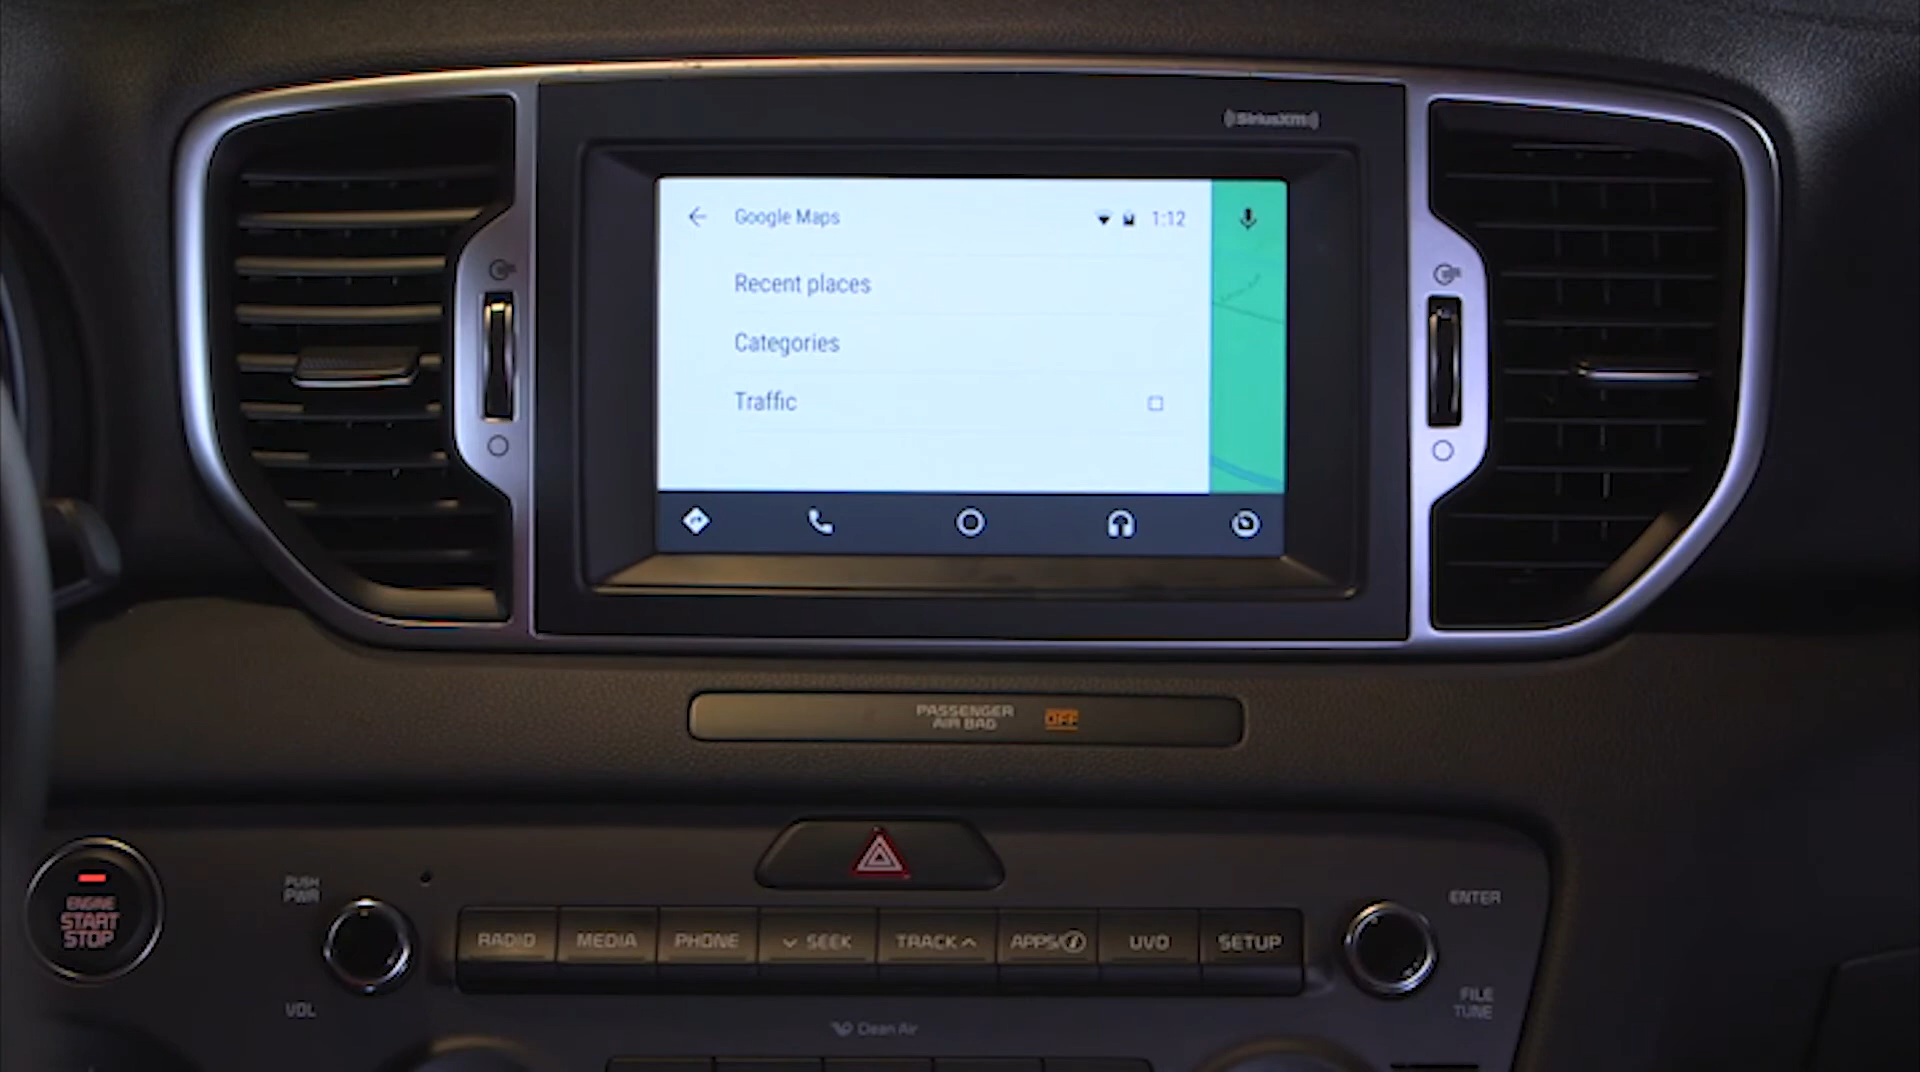 SiriusXM
Google Maps
1:12
Recent places
Categories
Traffic
PASSENGER
AIR BAG
OFF
ENGINE
START
STOP
PUSH
PWR
VOL
RADIO
MEDIA
PHONE
SEEK
TRACK
APPS/i
UVO
SETUP
ENTER
FILE
TUNE
Clean Air